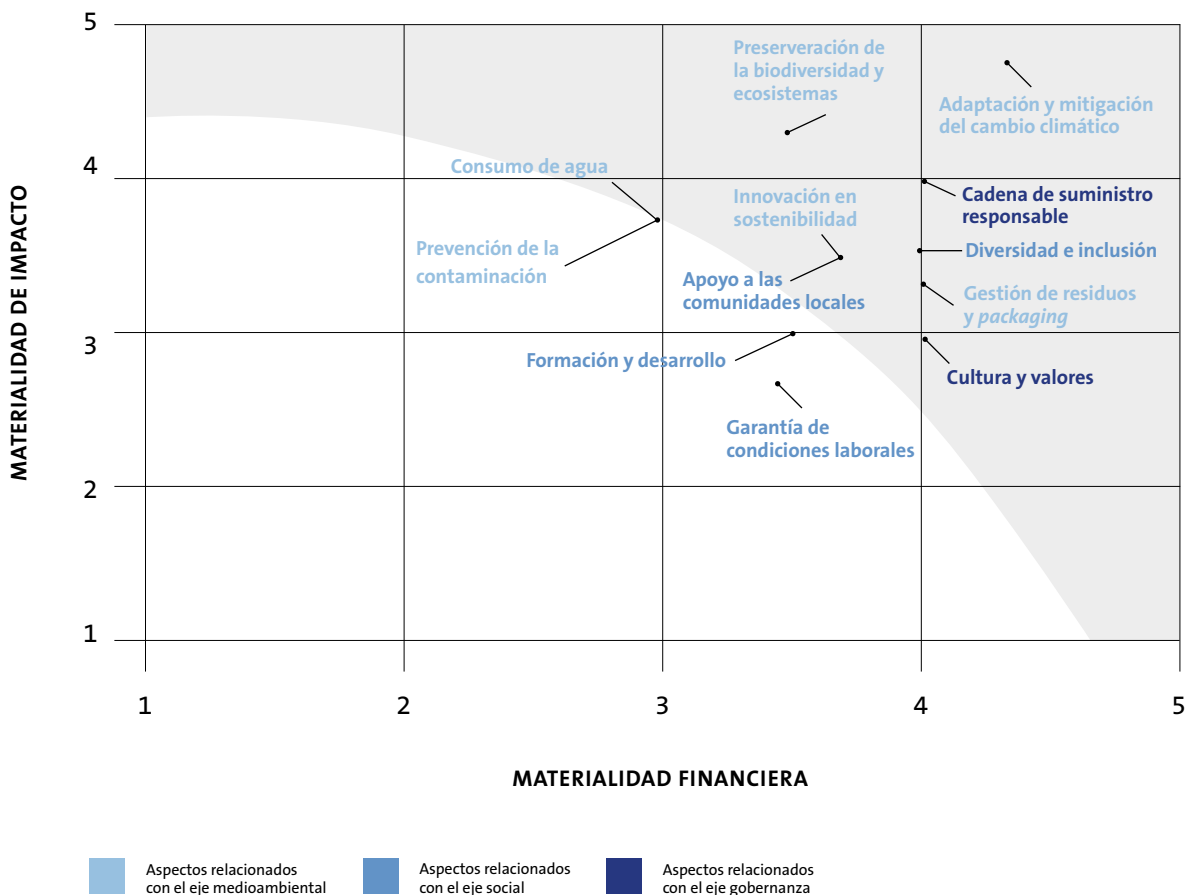 5
4
3
2
1
MATERIALIDAD DE IMPACTO
Preserveración de
la biodiversidad y
ecosistemas
Adaptación y mitigación
del cambio climático
Consumo de agua
Innovación en
sostenibilidad
Cadena de suministro
responsable
Prevención de la
contaminación
Diversidad e inclusión
Apoyo a las
comunidades locales
Gestión de residuos
y packaging
Formación y desarrollo
Cultura y valores
Garantía de
condiciones laborales
1
2
3
4
5
MATERIALIDAD FINANCIERA
Aspectos relacionados
con el eje medioambiental
Aspectos relacionados
con el eje social
Aspectos relacionados
con el eje gobernanza